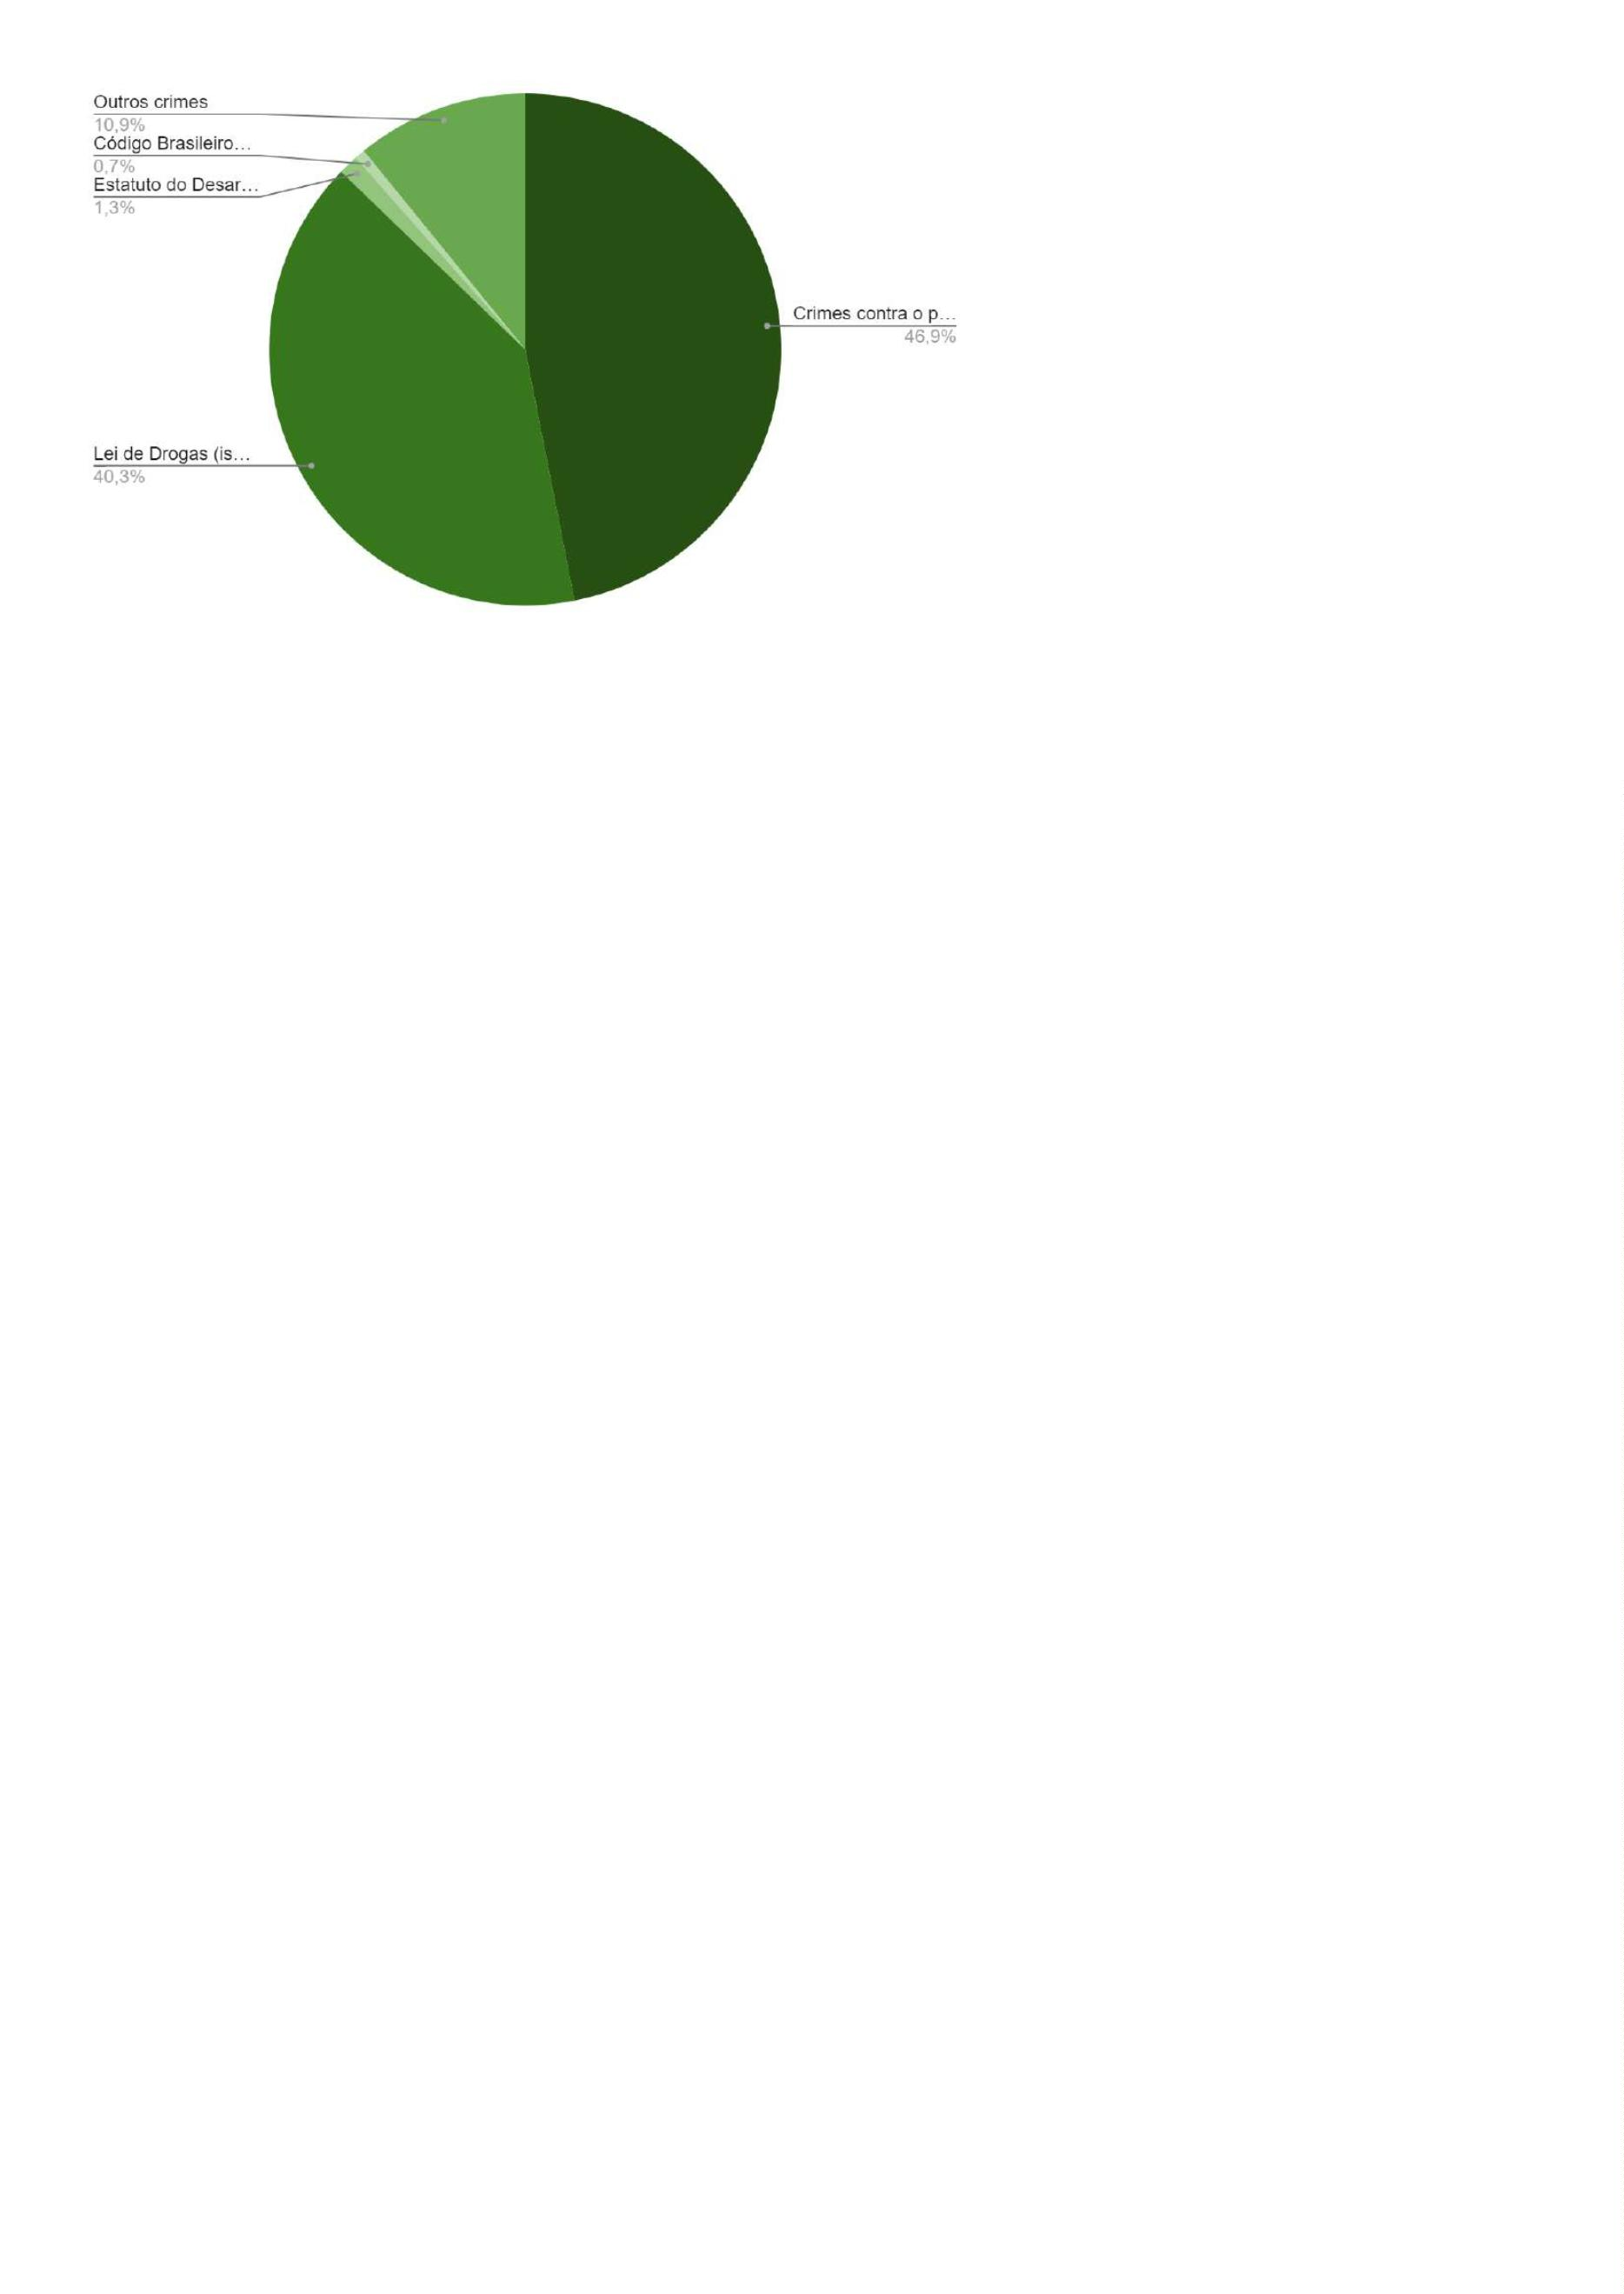 Outros crimes
10,9%
Código Brasileiro…
0,7%
Estatuto do Desar…
1,3%
Crimes contra o p…
46,9%
Lei de Drogas (is…
40,3%